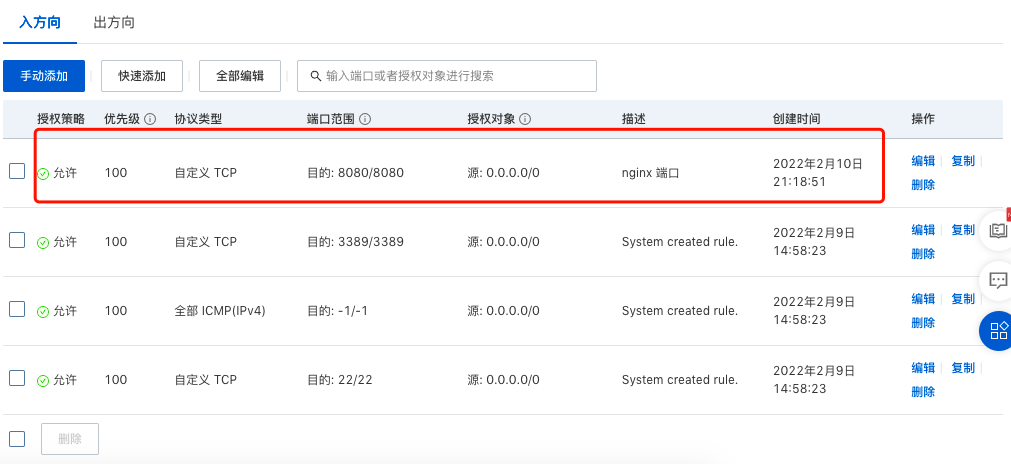 入方向 出方向
手动添加 快速添加 全部编辑 输入端口或者授权对象进行搜索
授权策略 优先级 协议类型 端口范围 授权对象 描述 创建时间 操作
允许 100 自定义 TCP 目的: 8080/8080 源: 0.0.0.0/0 nginx 端口 2022年2月10日 21:18:51 编辑 复制 删除
允许 100 自定义 TCP 目的: 3389/3389 源: 0.0.0.0/0 System created rule. 2022年2月9日 14:58:23 编辑 复制 删除
允许 100 全部 ICMP(IPv4) 目的: -1/-1 源: 0.0.0.0/0 System created rule. 2022年2月9日 14:58:23 编辑 复制 删除
允许 100 自定义 TCP 目的: 22/22 源: 0.0.0.0/0 System created rule. 2022年2月9日 14:58:23 编辑 复制 删除
删除